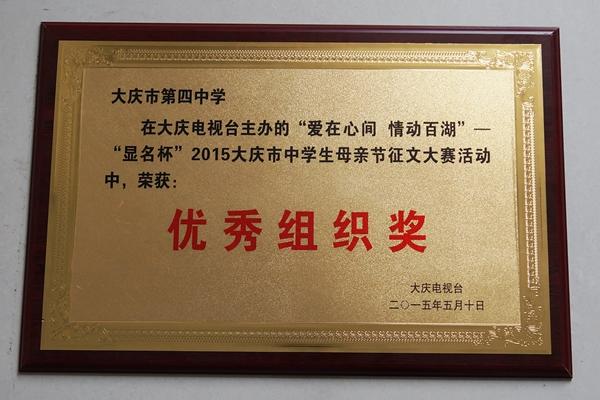 大庆市第四中学
在大庆电视台主办的“爱在心间 情动百湖”—
“显名杯”2015大庆市中学生母亲节征文大赛活动
中，荣获：
优秀组织奖
大庆电视台
二〇一五年五月十日